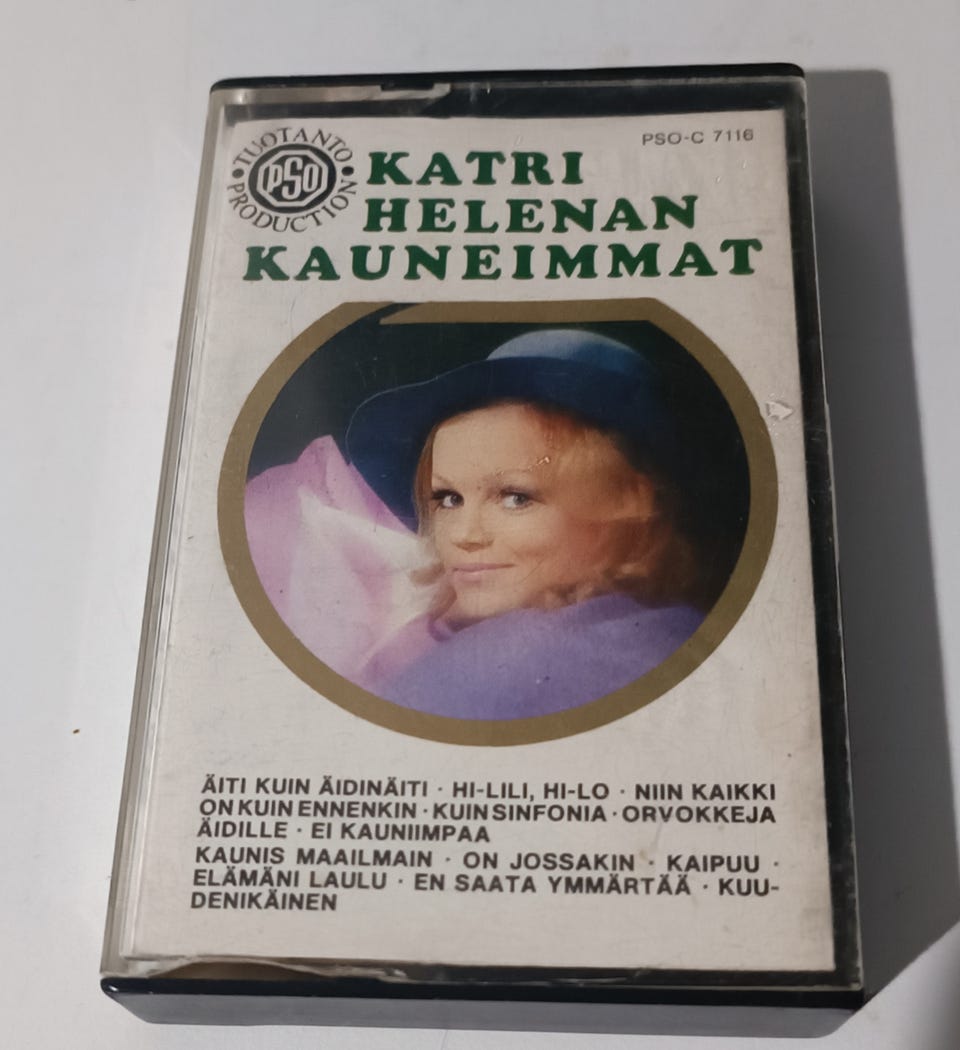 TUOTANTO
PSO
PRODUCTION
PSO-C 7116
KATRI
HELENAN
KAUNEIMMAT
ÄITI KUIN ÄIDINÄITI · HI-LILI, HI-LO · NIIN KAIKKI
ON KUIN ENNENKIN · KUIN SINFONIA · ORVOKKEJA
ÄIDILLE · EI KAUNIIMPAA
KAUNIS MAAILMAIN · ON JOSSAKIN · KAIPUU ·
ELÄMÄNI LAULU · EN SAATA YMMÄRTÄÄ · KUU-
DENIKÄINEN